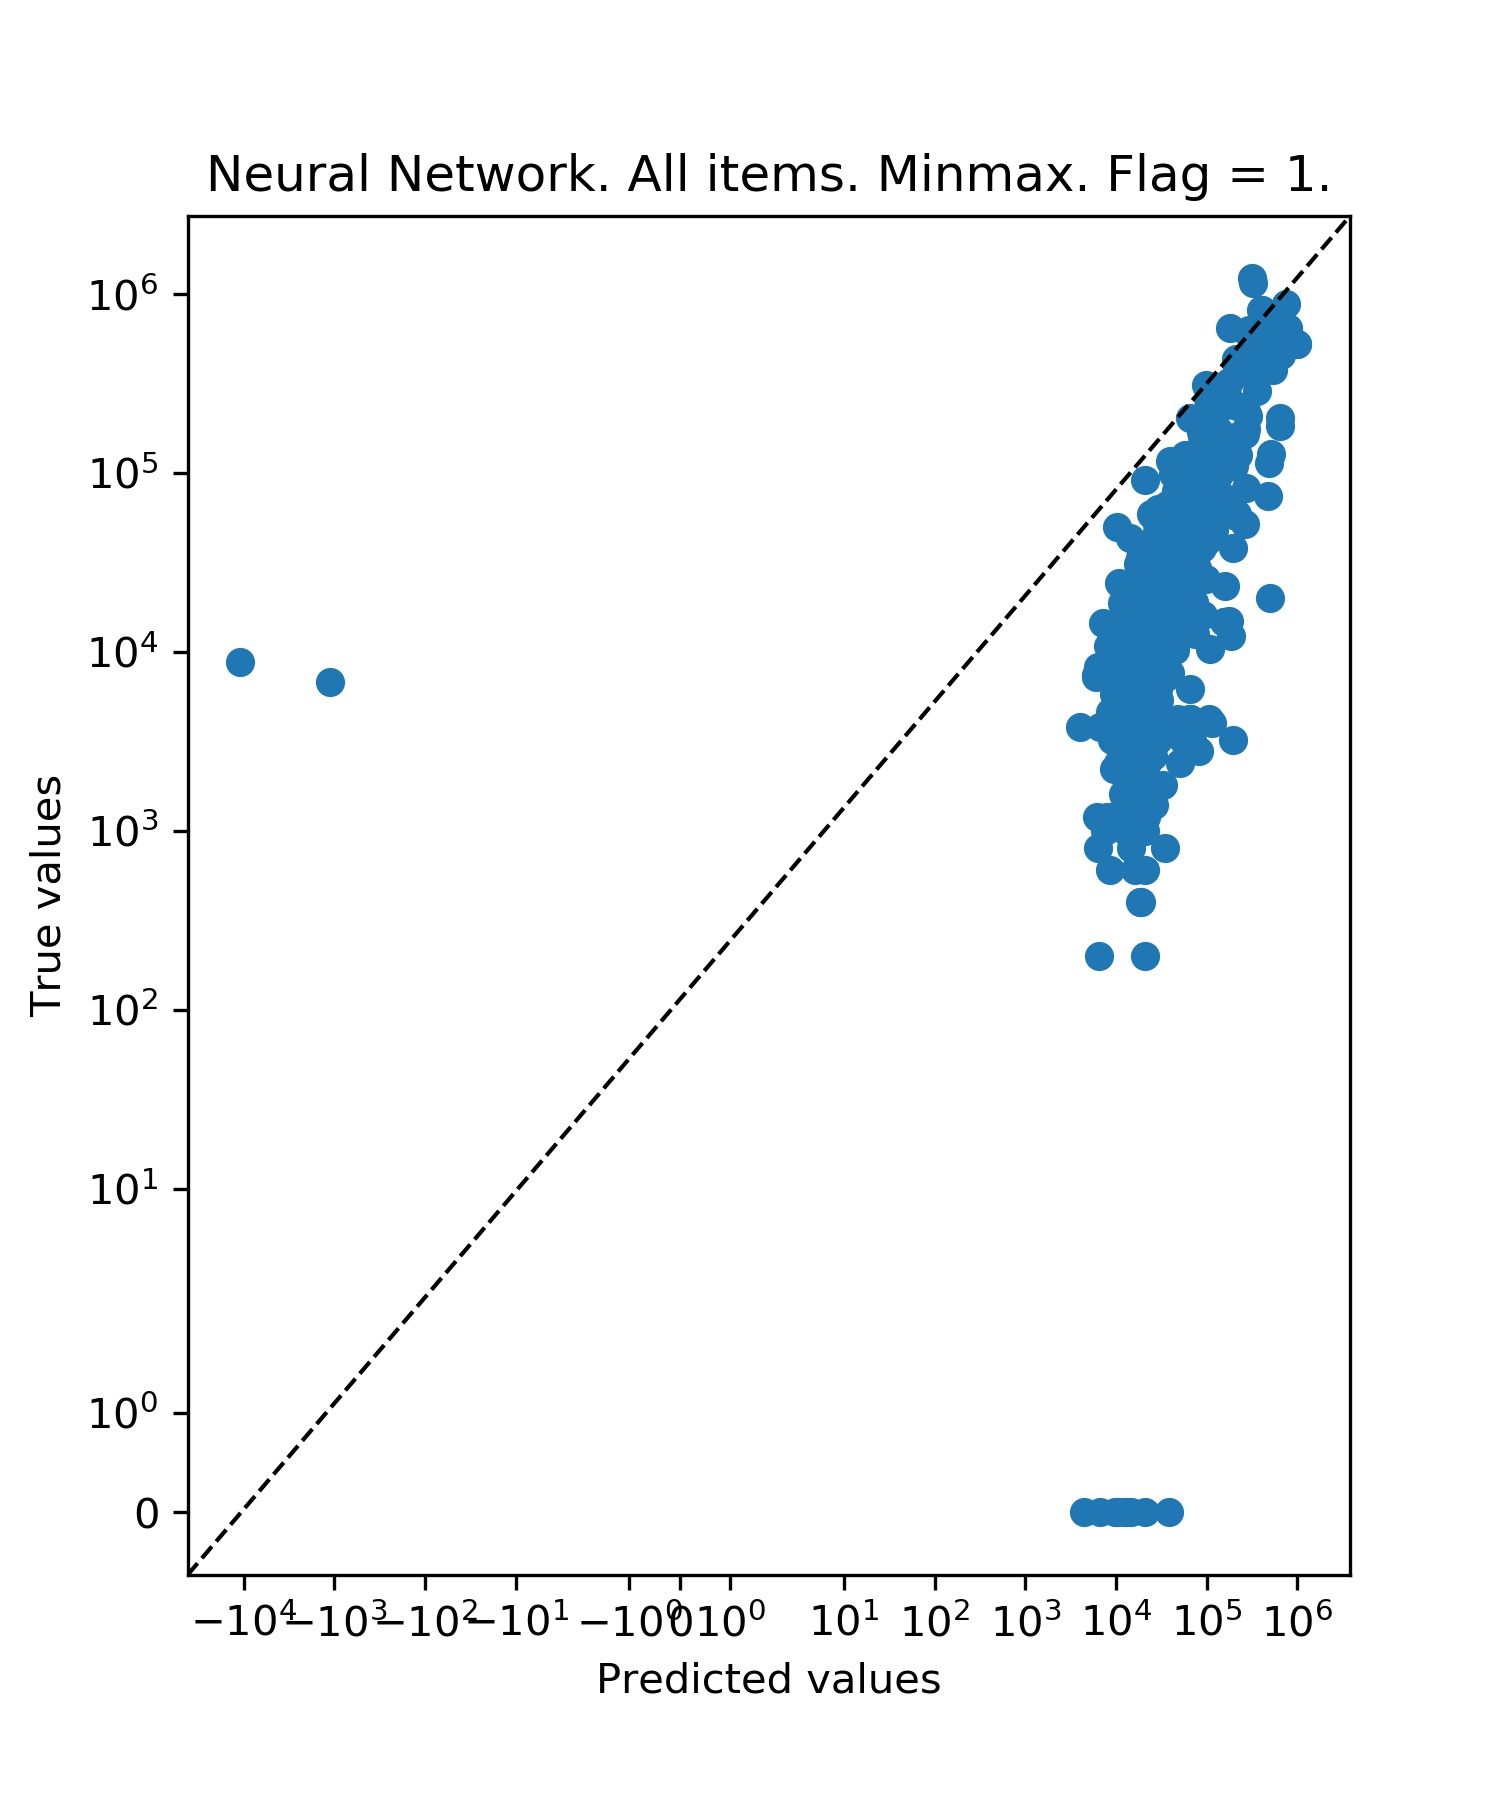 Neural Network. All items. Minmax. Flag = 1.
10⁶
10⁵
10⁴
10³
10²
10¹
10⁰
0
True values
−10⁴ −10³ −10² −10¹ −10⁰ 0 10⁰ 10¹ 10² 10³ 10⁴ 10⁵ 10⁶
Predicted values